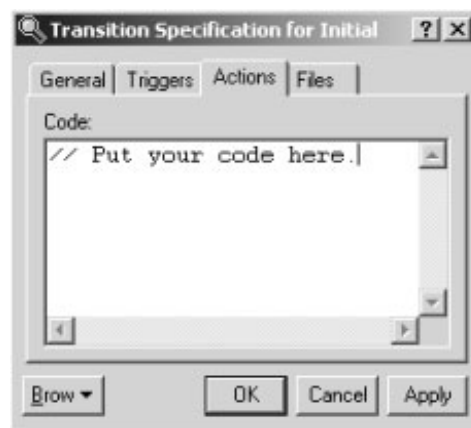 Transition Specification for Initial
General Triggers Actions Files
Code:
// Put your code here.
Brow OK Cancel Apply